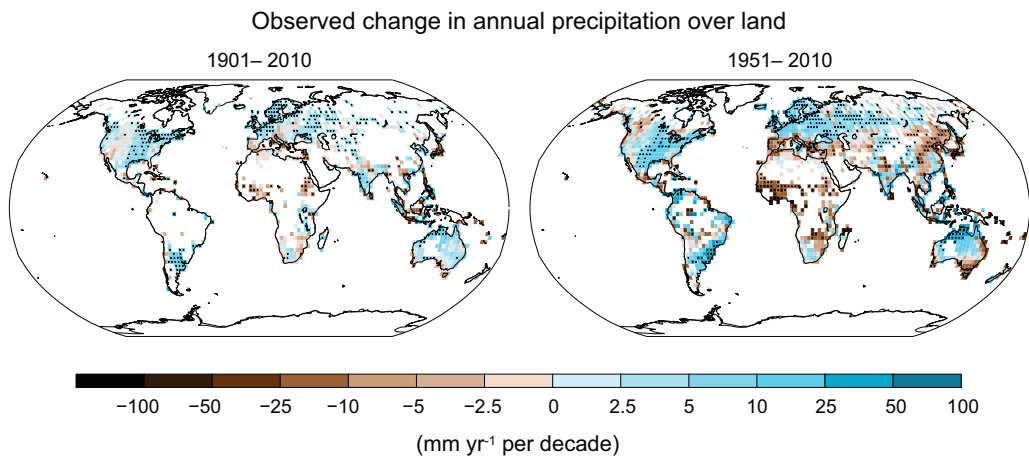 Observed change in annual precipitation over land
1901– 2010
1951– 2010
−100 −50 −25 −10 −5 −2.5 0 2.5 5 10 25 50 100
(mm yr⁻¹ per decade)